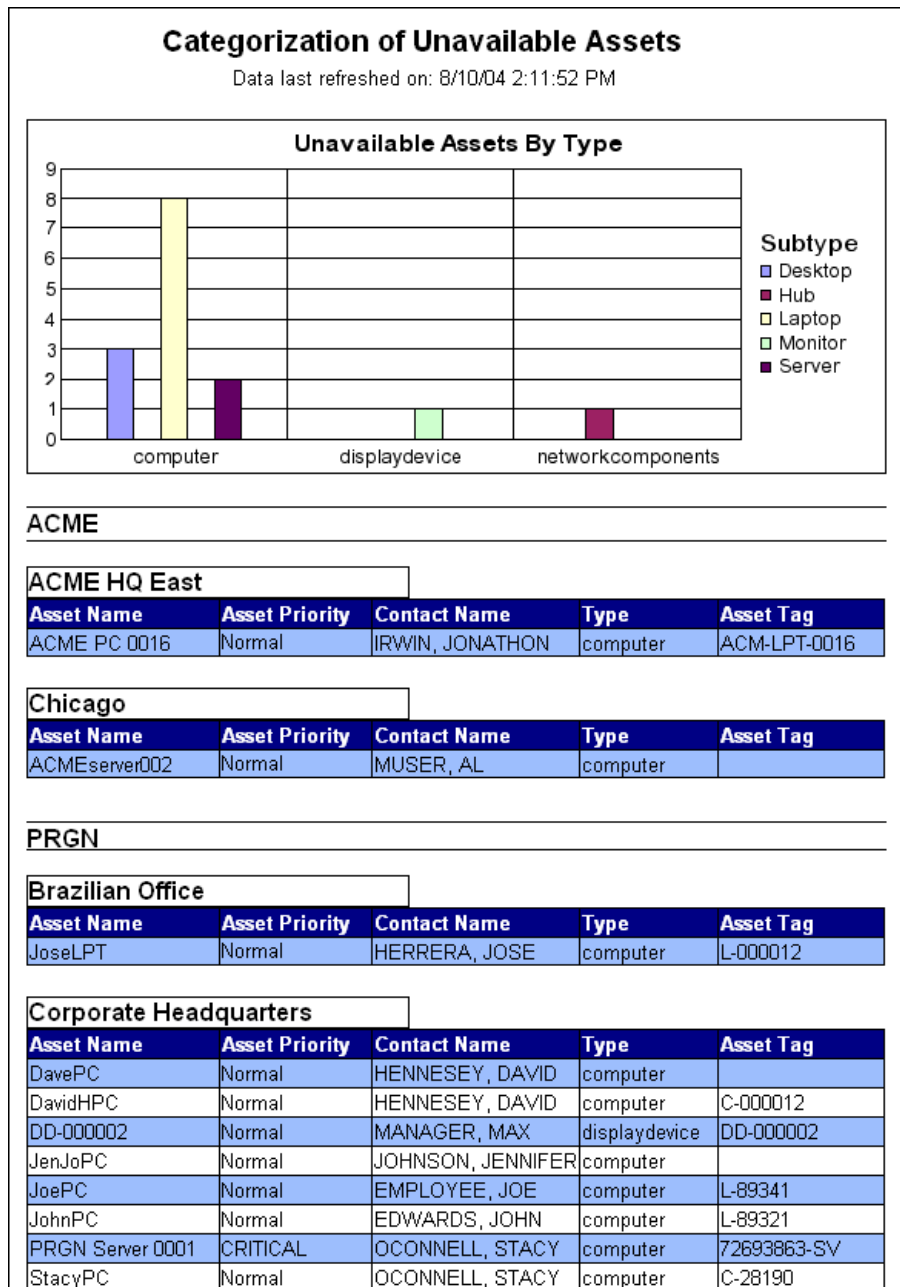 Categorization of Unavailable Assets
Data last refreshed on: 8/10/04 2:11:52 PM
Unavailable Assets By Type
9
8
7
6
5
4
3
2
1
0
computer displaydevice networkcomponents
Subtype
Desktop
Hub
Laptop
Monitor
Server
ACME
ACME HQ East
Asset Name Asset Priority Contact Name Type Asset Tag
ACME PC 0016 Normal IRWIN, JONATHON computer ACM-LPT-0016
Chicago
Asset Name Asset Priority Contact Name Type Asset Tag
ACMEserver002 Normal MUSER, AL computer
PRGN
Brazilian Office
Asset Name Asset Priority Contact Name Type Asset Tag
JoseLPT Normal HERRERA, JOSE computer L-000012
Corporate Headquarters
Asset Name Asset Priority Contact Name Type Asset Tag
DavePC Normal HENNESEY, DAVID computer
DavidHPC Normal HENNESEY, DAVID computer C-000012
DD-000002 Normal MANAGER, MAX displaydevice DD-000002
JenJoPC Normal JOHNSON, JENNIFER computer
JoePC Normal EMPLOYEE, JOE computer L-89341
JohnPC Normal EDWARDS, JOHN computer L-89321
PRGN Server 0001 CRITICAL OCONNELL, STACY computer 72693863-SV
StacyPC Normal OCONNELL, STACY computer C-28190